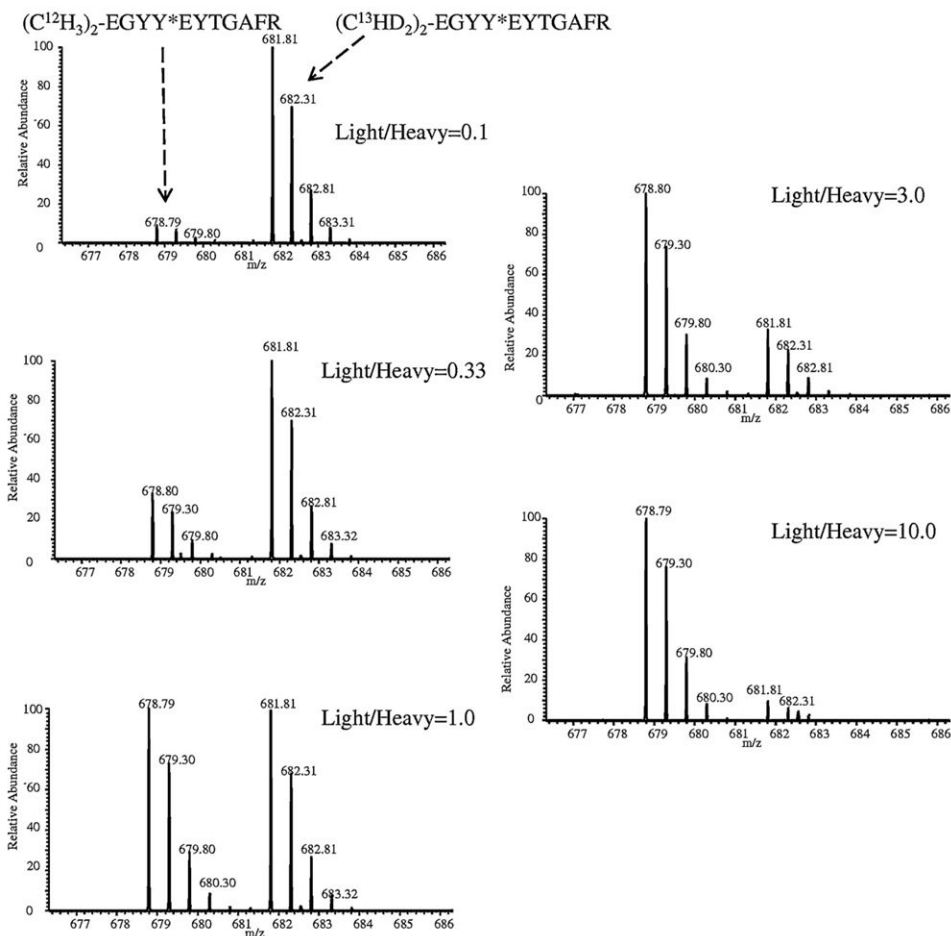 (C¹²H₃)₂-EGYY*EYTGAFR
(C¹³HD₂)₂-EGYY*EYTGAFR
Light/Heavy=0.1
Relative Abundance
100
80
60
40
20
0
681.81
682.31
682.81
683.31
678.79
679.80
677 678 679 680 681 682 683 684 685 686
m/z
Light/Heavy=0.33
Relative Abundance
100
80
60
40
20
0
681.81
682.31
682.81
683.32
678.80
679.30
679.80
677 678 679 680 681 682 683 684 685 686
m/z
Light/Heavy=1.0
Relative Abundance
100
80
60
40
20
0
678.79
679.30
679.80
680.30
681.81
682.31
682.81
683.32
677 678 679 680 681 682 683 684 685 686
m/z
Light/Heavy=3.0
Relative Abundance
100
80
60
40
20
0
678.80
679.30
679.80
680.30
681.81
682.31
682.81
677 678 679 680 681 682 683 684 685 686
m/z
Light/Heavy=10.0
Relative Abundance
100
80
60
40
20
0
678.79
679.30
679.80
680.30
681.81
682.31
677 678 679 680 681 682 683 684 685 686
m/z